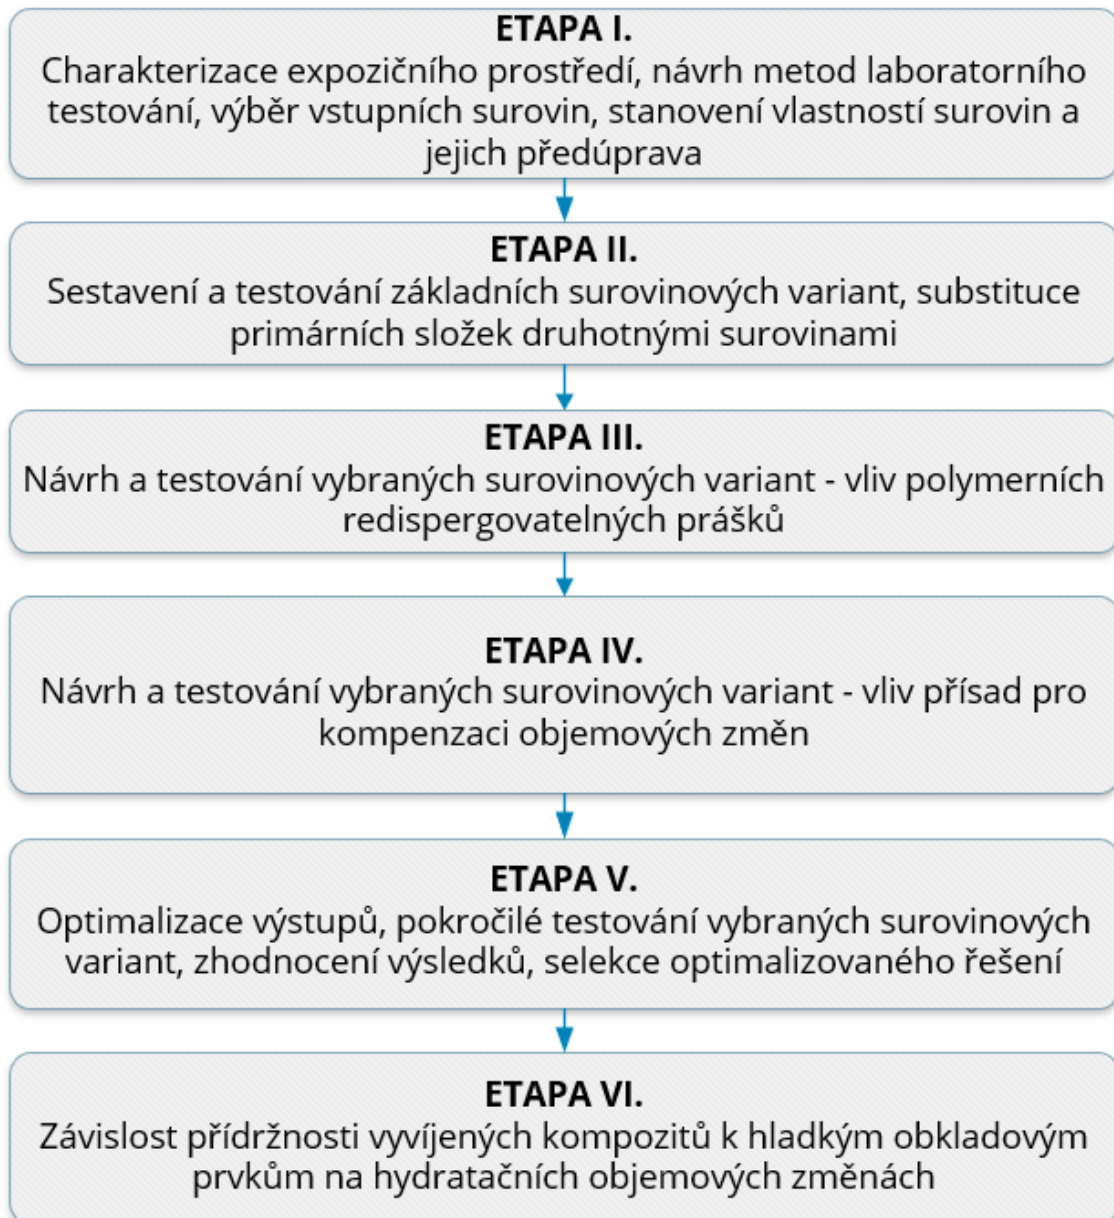 ETAPA I.
Charakterizace expozičního prostředí, návrh metod laboratorního
testování, výběr vstupních surovin, stanovení vlastností surovin a
jejich předúprava
ETAPA II.
Sestavení a testování základních surovinových variant, substituce
primárních složek druhotnými surovinami
ETAPA III.
Návrh a testování vybraných surovinových variant - vliv polymerních
redispergovatelných prášků
ETAPA IV.
Návrh a testování vybraných surovinových variant - vliv přísad pro
kompenzaci objemových změn
ETAPA V.
Optimalizace výstupů, pokročilé testování vybraných surovinových
variant, zhodnocení výsledků, selekce optimalizovaného řešení
ETAPA VI.
Závislost přídržnosti vyvíjených kompozitů k hladkým obkladovým
prvkům na hydratačních objemových změnách